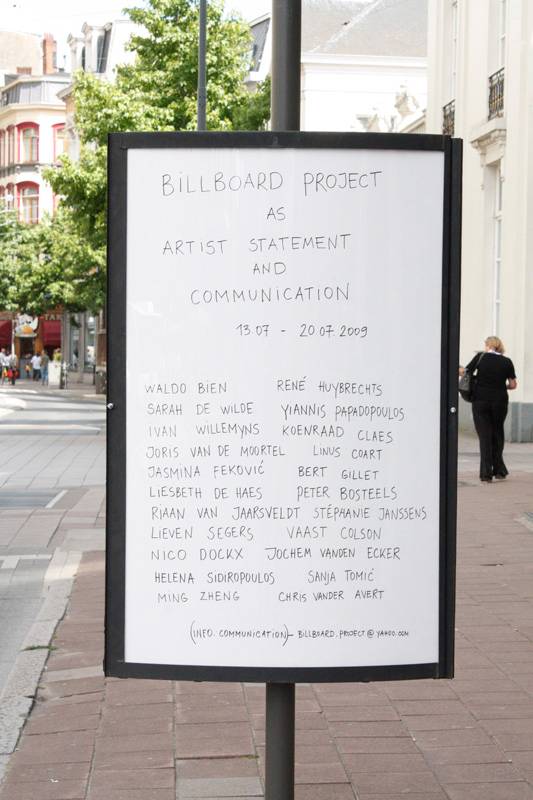 BILLBOARD PROJECT
AS
ARTIST STATEMENT
AND
COMMUNICATION
13.07 - 20.07.2009
WALDO BIEN RENÉ HUYBRECHTS
SARAH DE WILDE YIANNIS PAPADOPOULOS
IVAN WILLEMYNS KOENRAAD CLAES
JORIS VAN DE MOORTEL LINUS COART
JASMINA FEKOVIĆ BERT GILLET
LIESBETH DE HAES PETER BOSTEELS
RIAAN VAN JAARSVELDT STÉPHANIE JANSSENS
LIEVEN SEGERS VAAST COLSON
NICO DOCKX JOCHEM VANDEN ECKER
HELENA SIDIROPOULOS SANJA TOMIĆ
MING ZHENG CHRIS VANDER AVERT
(INFO. COMMUNICATION)- BILLBOARD.PROJECT@YAHOO.COM